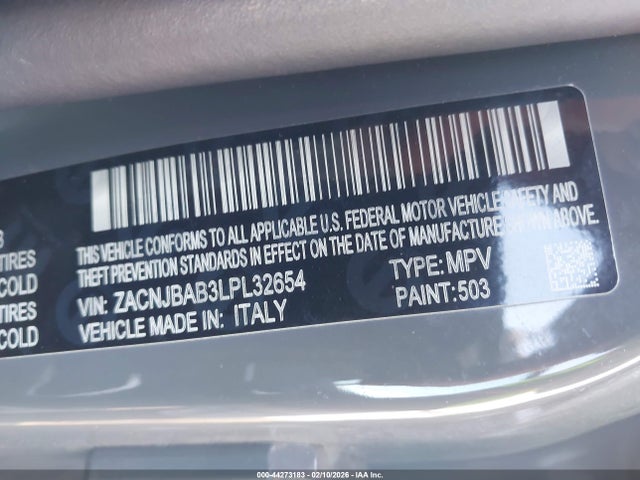 THIS VEHICLE CONFORMS TO ALL APPLICABLE U.S. FEDERAL MOTOR VEHICLE SAFETY AND
THEFT PREVENTION STANDARDS IN EFFECT ON THE DATE OF MANUFACTURE SHOWN ABOVE.
VIN: ZACNJBAB3LPL32654 TYPE: MPV
VEHICLE MADE IN: ITALY PAINT: 503
TIRES
COLD
TIRES
COLD
000-44273183 — 02/10/2026 — IAA Inc.